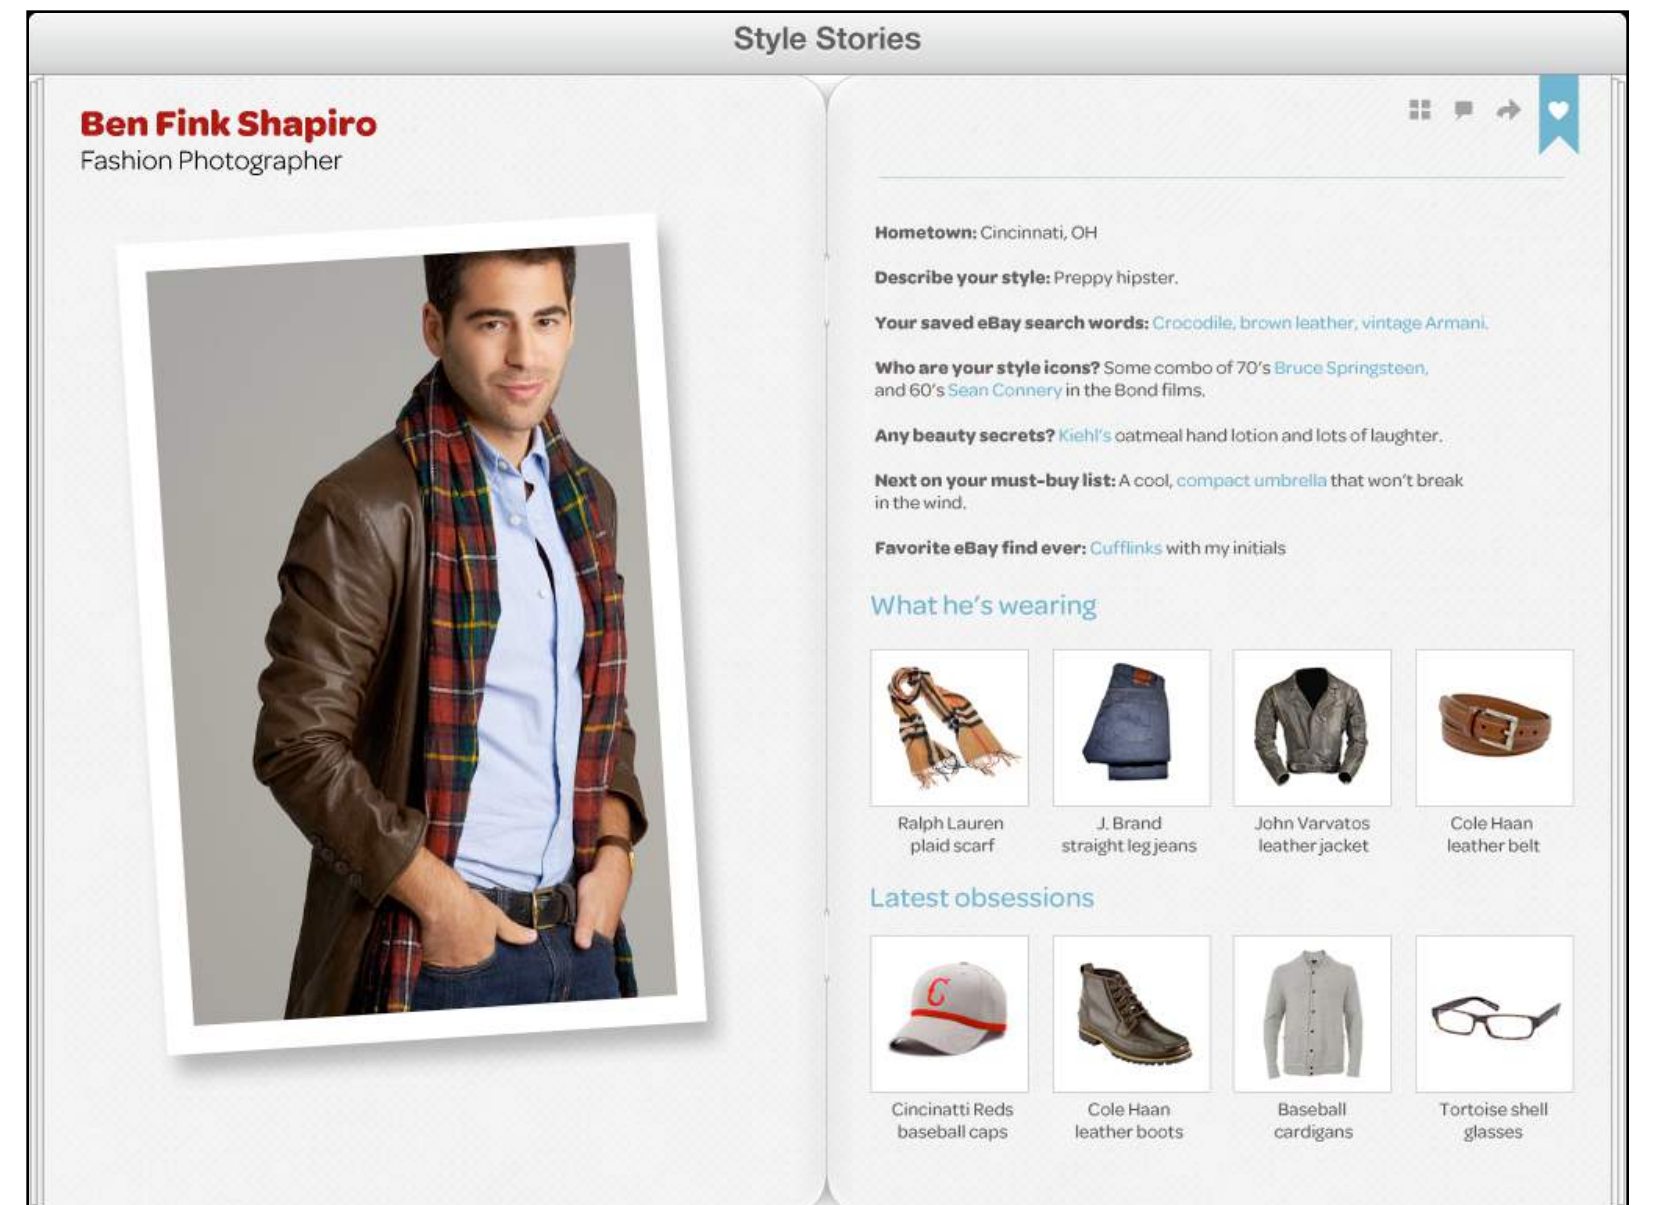 Style Stories
Ben Fink Shapiro
Fashion Photographer
Hometown: Cincinnati, OH
Describe your style: Preppy hipster.
Your saved eBay search words: Crocodile, brown leather, vintage Armani.
Who are your style icons? Some combo of 70's Bruce Springsteen,
and 60's Sean Connery in the Bond films.
Any beauty secrets? Kiehl's oatmeal hand lotion and lots of laughter.
Next on your must-buy list: A cool, compact umbrella that won't break
in the wind.
Favorite eBay find ever: Cufflinks with my initials
What he's wearing
Ralph Lauren
plaid scarf
J. Brand
straight leg jeans
John Varvatos
leather jacket
Cole Haan
leather belt
Latest obsessions
C
Cincinatti Reds
baseball caps
Cole Haan
leather boots
Baseball
cardigans
Tortoise shell
glasses